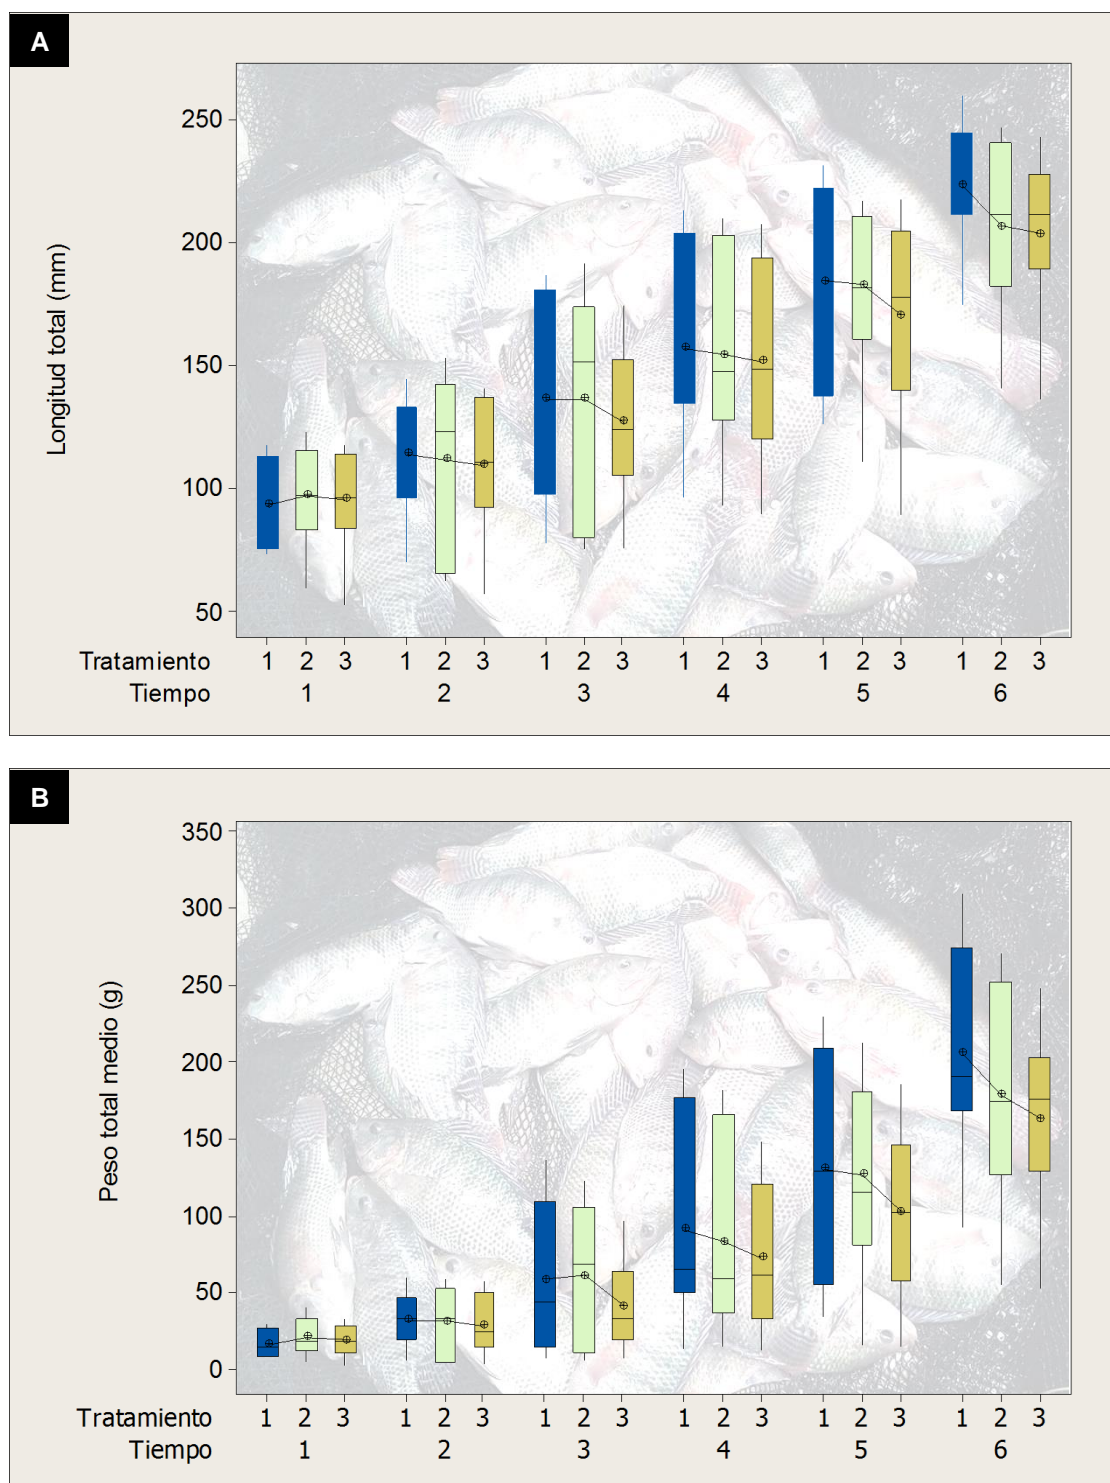 A
Longitud total (mm)
250
200
150
100
50
Tratamiento 1 2 3 1 2 3 1 2 3 1 2 3 1 2 3 1 2 3
Tiempo 1 2 3 4 5 6
B
Peso total medio (g)
350
300
250
200
150
100
50
0
Tratamiento 1 2 3 1 2 3 1 2 3 1 2 3 1 2 3 1 2 3
Tiempo 1 2 3 4 5 6